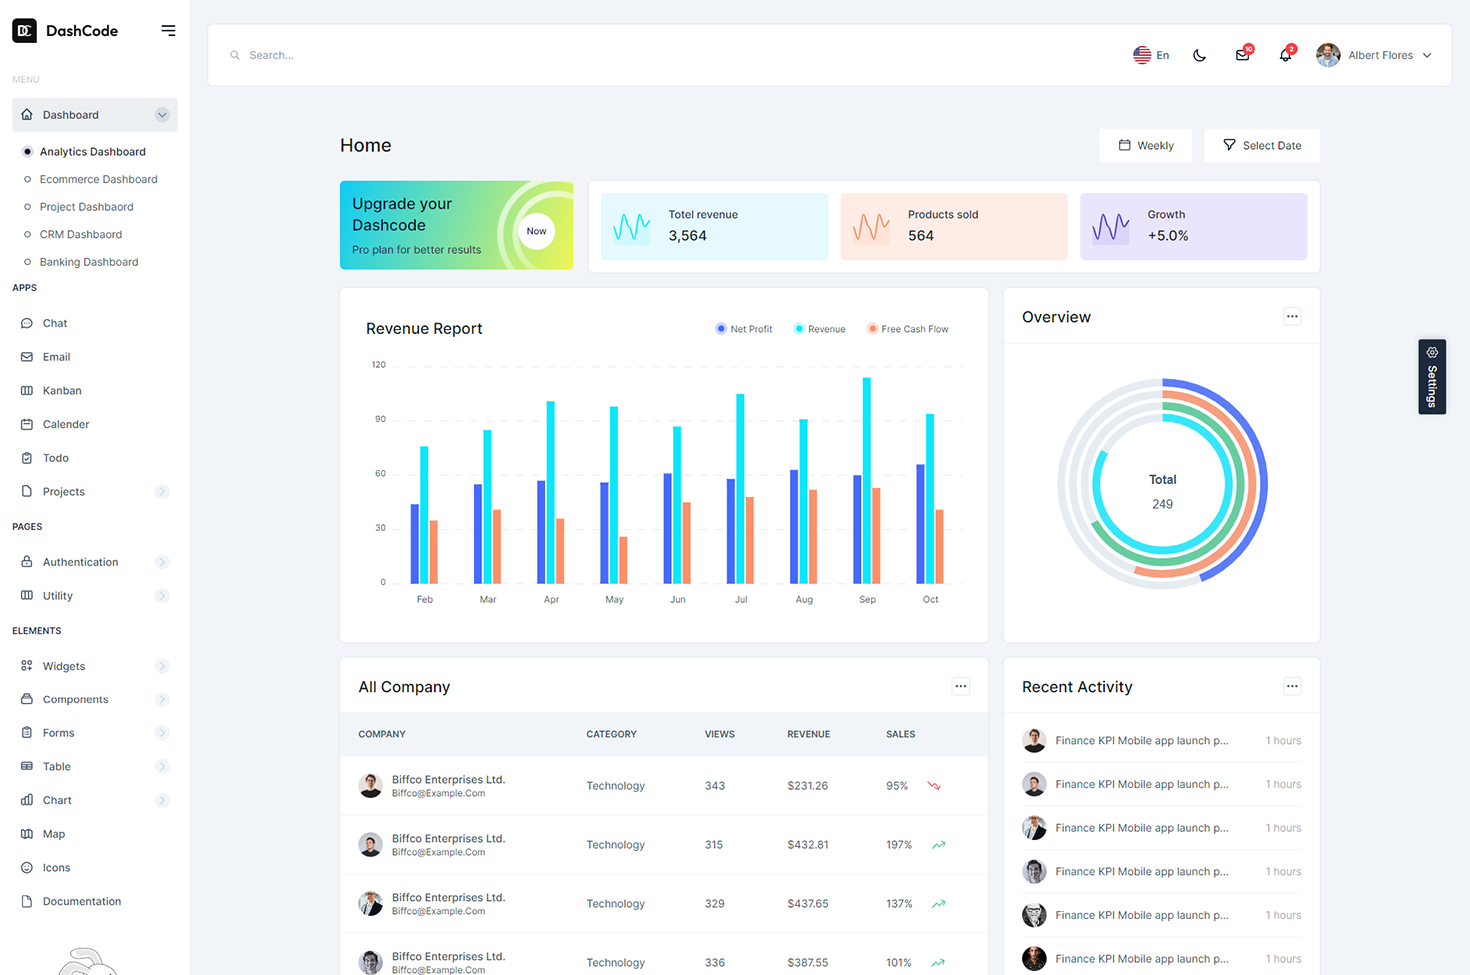 DC DashCode
MENU
Dashboard
Analytics Dashboard
Ecommerce Dashboard
Project Dashbaord
CRM Dashbaord
Banking Dashboard
APPS
Chat
Email
Kanban
Calender
Todo
Projects
PAGES
Authentication
Utility
ELEMENTS
Widgets
Components
Forms
Table
Chart
Map
Icons
Documentation
Search...
En
10
2
Albert Flores
Home
Weekly
Select Date
Upgrade your
Dashcode
Pro plan for better results
Now
Totel revenue
3,564
Products sold
564
Growth
+5.0%
Revenue Report
Net Profit Revenue Free Cash Flow
120
90
60
30
0
Feb Mar Apr May Jun Jul Aug Sep Oct
Overview
Total
249
Settings
All Company
COMPANY CATEGORY VIEWS REVENUE SALES
Biffco Enterprises Ltd.
Biffco@Example.Com
Technology 343 $231.26 95%
Biffco Enterprises Ltd.
Biffco@Example.Com
Technology 315 $432.81 197%
Biffco Enterprises Ltd.
Biffco@Example.Com
Technology 329 $437.65 137%
Biffco Enterprises Ltd.
Biffco@Example.Com
Technology 336 $387.55 101%
Recent Activity
Finance KPI Mobile app launch p... 1 hours
Finance KPI Mobile app launch p... 1 hours
Finance KPI Mobile app launch p... 1 hours
Finance KPI Mobile app launch p... 1 hours
Finance KPI Mobile app launch p... 1 hours
Finance KPI Mobile app launch p... 1 hours